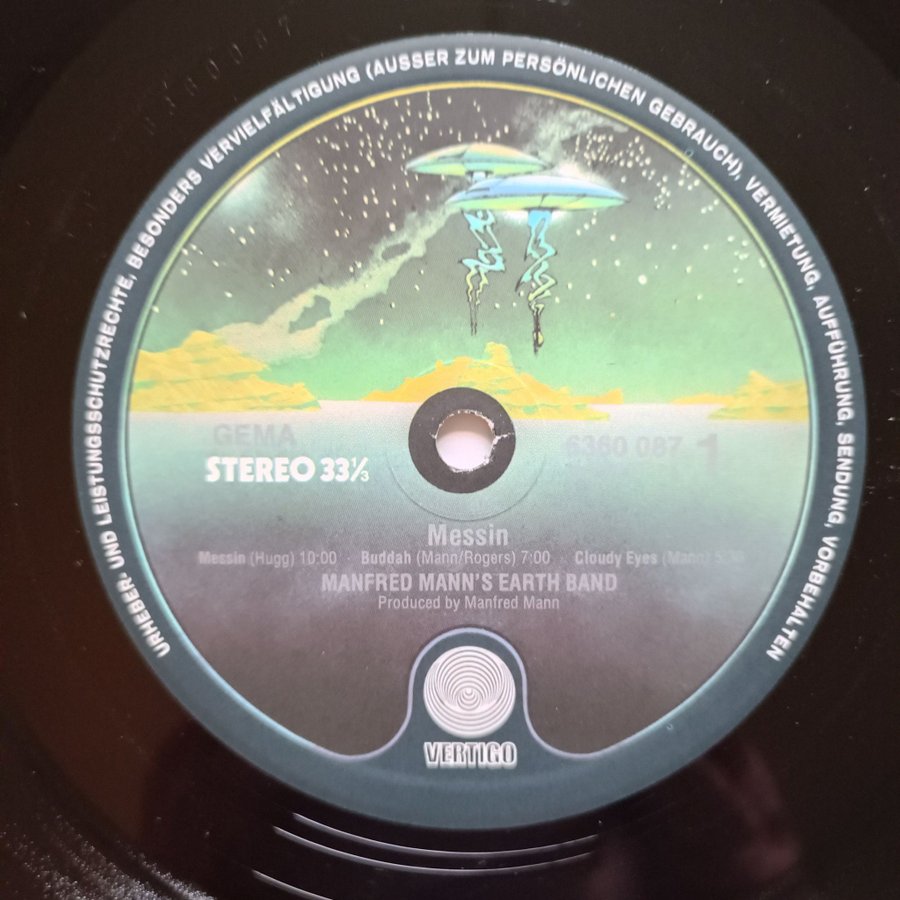 URHEBER- UND LEISTUNGSSCHUTZRECHTE, BESONDERS VERVIELFÄLTIGUNG (AUSSER ZUM PERSÖNLICHEN GEBRAUCH), VERMIETUNG, AUFFÜHRUNG, SENDUNG, VORBEHALTEN
GEMA
6360 087 1
STEREO 33⅓
Messin
Messin (Hugg) 10:00 · Buddah (Mann/Rogers) 7:00 · Cloudy Eyes (Mann)
MANFRED MANN'S EARTH BAND
Produced by Manfred Mann
VERTIGO